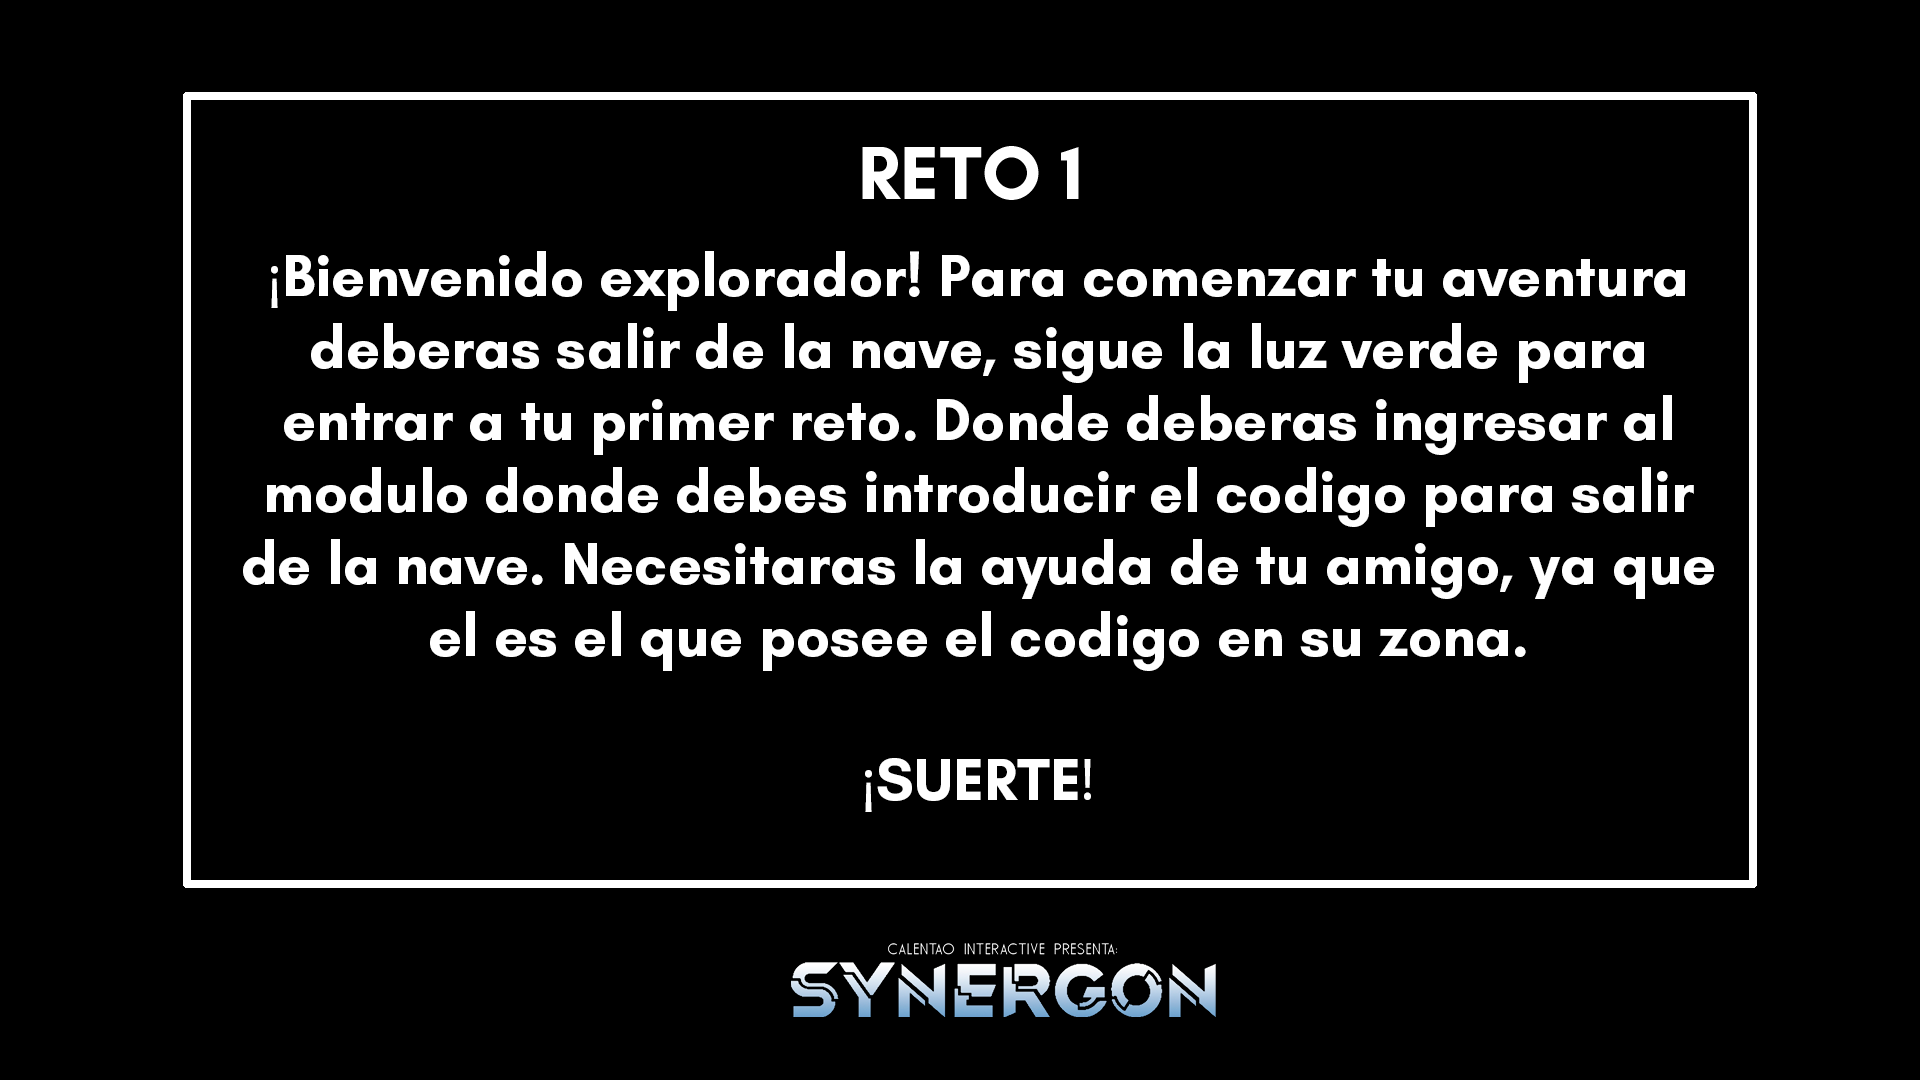 RETO 1
¡Bienvenido explorador! Para comenzar tu aventura
deberas salir de la nave, sigue la luz verde para
entrar a tu primer reto. Donde deberas ingresar al
modulo donde debes introducir el codigo para salir
de la nave. Necesitaras la ayuda de tu amigo, ya que
el es el que posee el codigo en su zona.
¡SUERTE!
CALENTAO INTERACTIVE PRESENTA:
SYNERGON